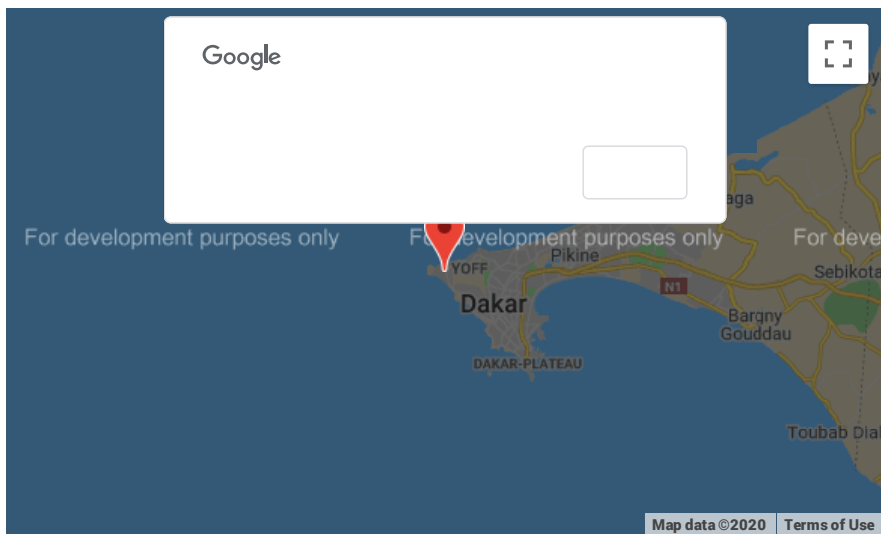 Google
For development purposes only
For development purposes only
For deve
aga
YOFF
Pikine
Sebikota
N1
Dakar
Bargny
Gouddau
DAKAR-PLATEAU
Toubab Dial
Map data ©2020
Terms of Use